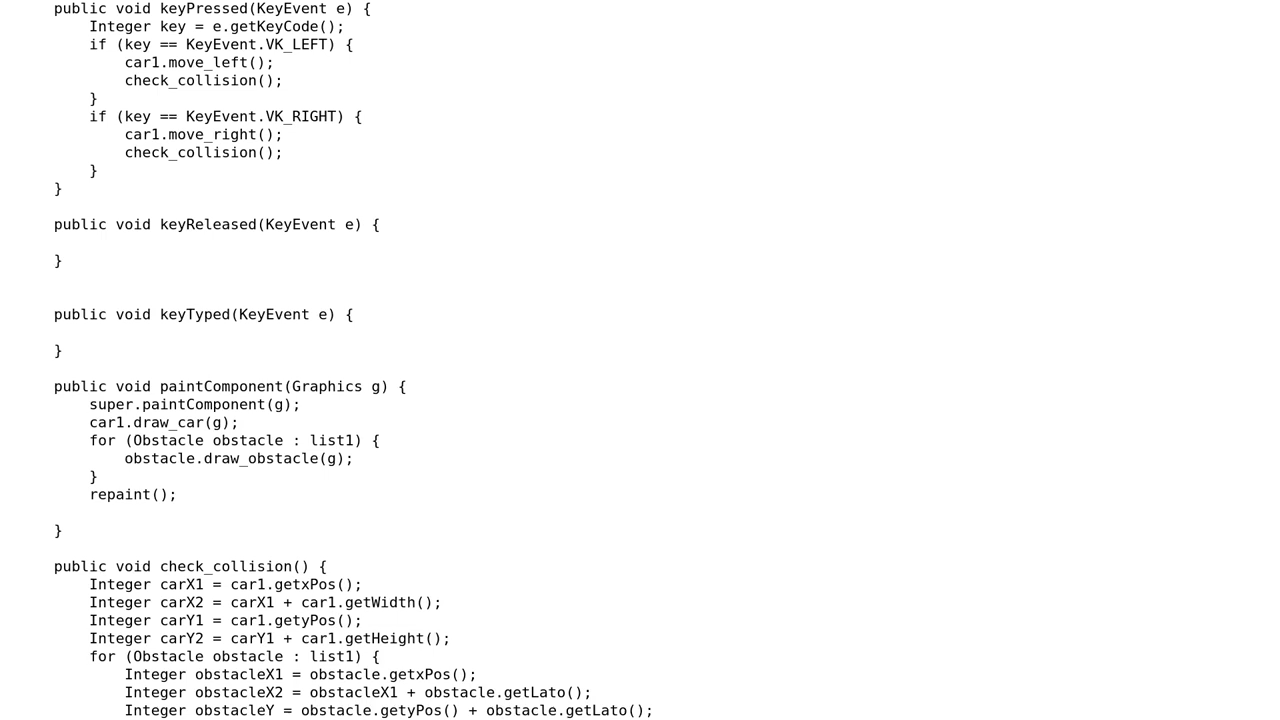 public void keyPressed(KeyEvent e) {
    Integer key = e.getKeyCode();
    if (key == KeyEvent.VK_LEFT) {
        car1.move_left();
        check_collision();
    }
    if (key == KeyEvent.VK_RIGHT) {
        car1.move_right();
        check_collision();
    }
}

public void keyReleased(KeyEvent e) {

}


public void keyTyped(KeyEvent e) {

}

public void paintComponent(Graphics g) {
    super.paintComponent(g);
    car1.draw_car(g);
    for (Obstacle obstacle : list1) {
        obstacle.draw_obstacle(g);
    }
    repaint();

}

public void check_collision() {
    Integer carX1 = car1.getxPos();
    Integer carX2 = carX1 + car1.getWidth();
    Integer carY1 = car1.getyPos();
    Integer carY2 = carY1 + car1.getHeight();
    for (Obstacle obstacle : list1) {
        Integer obstacleX1 = obstacle.getxPos();
        Integer obstacleX2 = obstacleX1 + obstacle.getLato();
        Integer obstacleY = obstacle.getyPos() + obstacle.getLato();